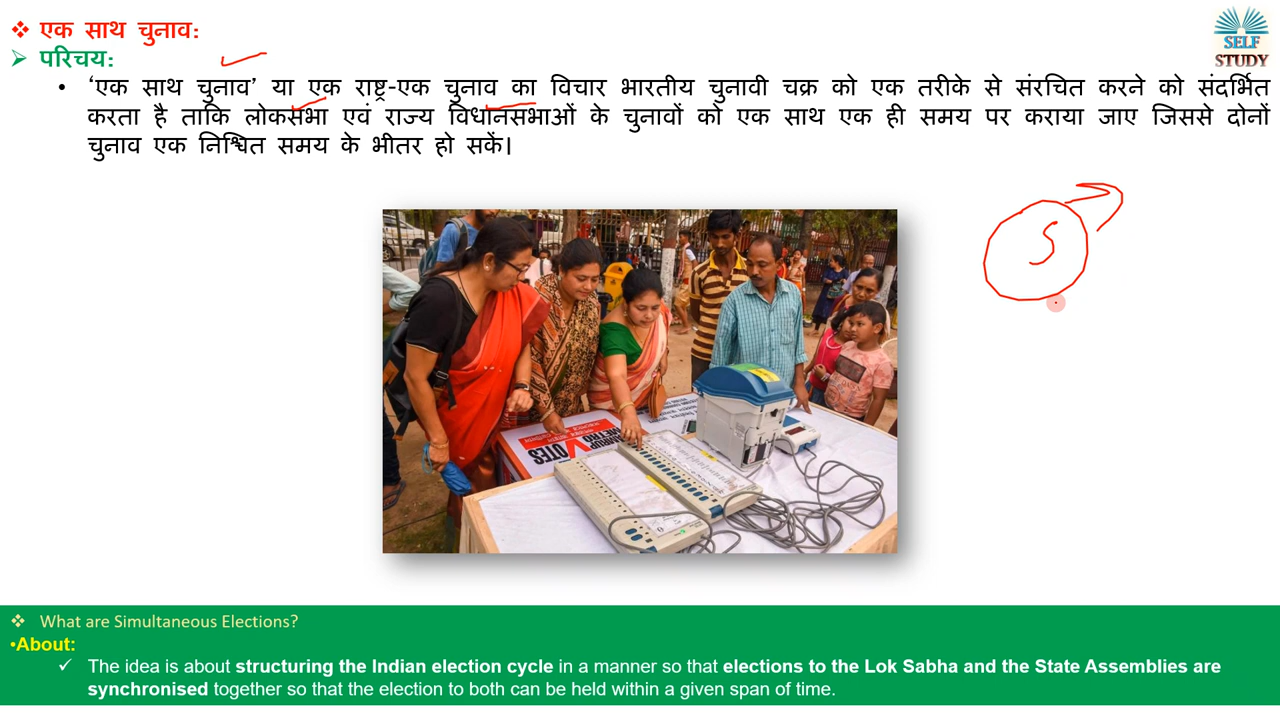 ❖ एक साथ चुनाव:
➤ परिचय:
• ‘एक साथ चुनाव’ या एक राष्ट्र-एक चुनाव का विचार भारतीय चुनावी चक्र को एक तरीके से संरचित करने को संदर्भित
करता है ताकि लोकसभा एवं राज्य विधानसभाओं के चुनावों को एक साथ एक ही समय पर कराया जाए जिससे दोनों
चुनाव एक निश्चित समय के भीतर हो सकें।
SELF
STUDY
5
METRO
VOTES
❖ What are Simultaneous Elections?
•About:
✓ The idea is about structuring the Indian election cycle in a manner so that elections to the Lok Sabha and the State Assemblies are
synchronised together so that the election to both can be held within a given span of time.